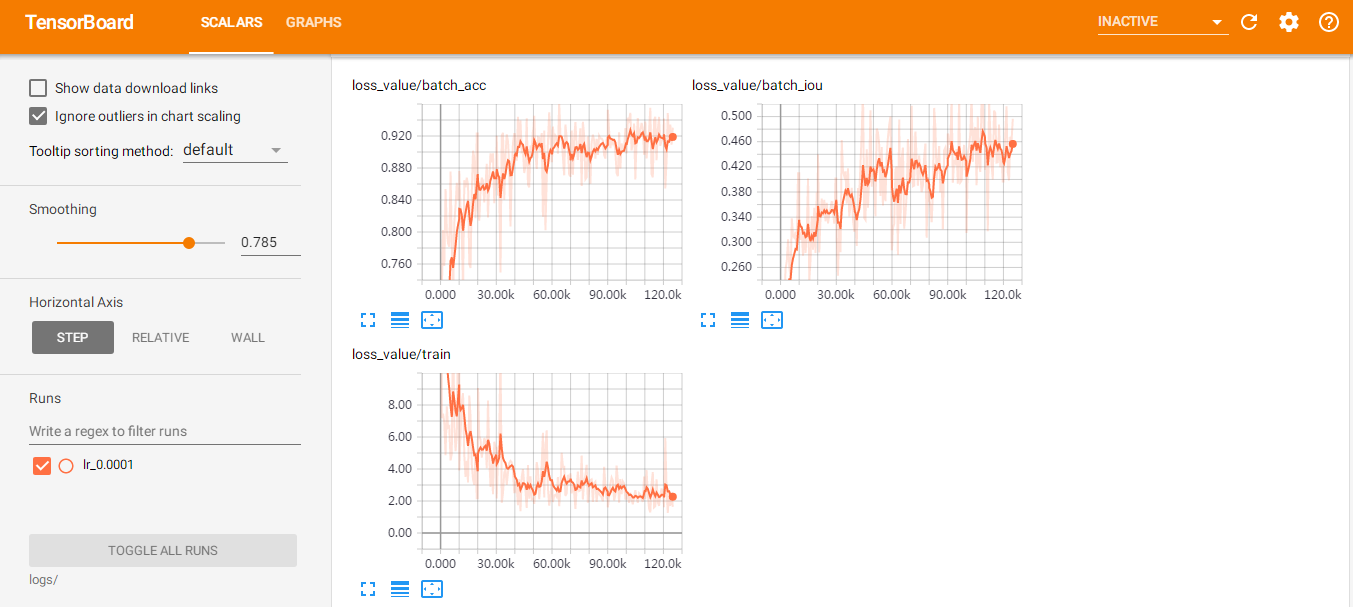 TensorBoard SCALARS GRAPHS INACTIVE
Show data download links
Ignore outliers in chart scaling
Tooltip sorting method: default
Smoothing
0.785
Horizontal Axis
STEP RELATIVE WALL
Runs
Write a regex to filter runs
lr_0.0001
TOGGLE ALL RUNS
logs/
loss_value/batch_acc
0.920
0.880
0.840
0.800
0.760
0.000 30.00k 60.00k 90.00k 120.0k
loss_value/batch_iou
0.500
0.460
0.420
0.380
0.340
0.300
0.260
0.000 30.00k 60.00k 90.00k 120.0k
loss_value/train
8.00
6.00
4.00
2.00
0.00
0.000 30.00k 60.00k 90.00k 120.0k